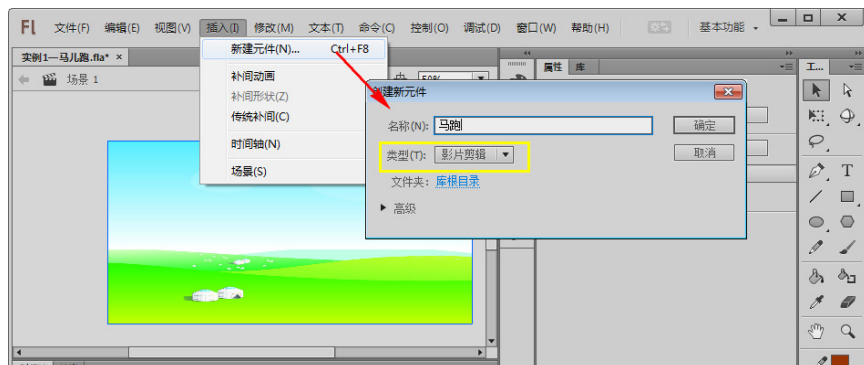 Fl 文件(F) 编辑(E) 视图(V) 插入(I) 修改(M) 文本(T) 命令(C) 控制(O) 调试(D) 窗口(W) 帮助(H) 基本功能
实例1—马儿跑.fla* ×
场景 1
新建元件(N)... Ctrl+F8
补间动画
补间形状(Z)
传统补间(C)
时间轴(N)
场景(S)
50%
属性 库
工...
创建新元件
名称(N): 马跑
确定
类型(T): 影片剪辑
取消
文件夹: 库根目录
高级